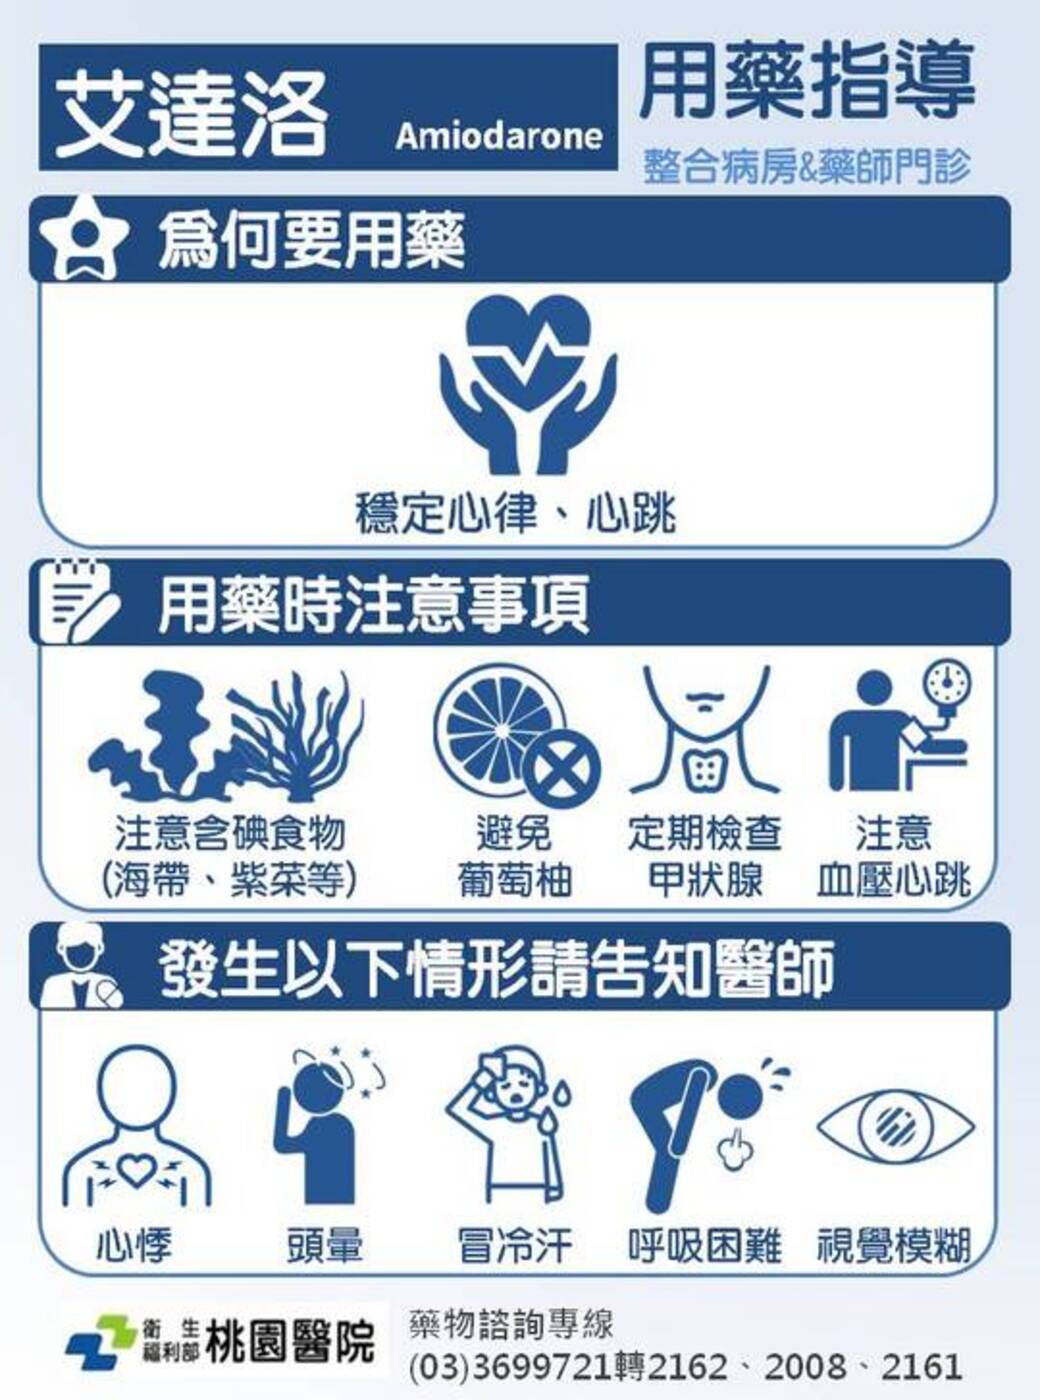 艾達洛 Amiodarone
用藥指導
整合病房&藥師門診
為何要用藥
穩定心律、心跳
用藥時注意事項
注意含碘食物
(海帶、紫菜等)
避免
葡萄柚
定期檢查
甲狀腺
注意
血壓心跳
發生以下情形請告知醫師
心悸
頭暈
冒冷汗
呼吸困難
視覺模糊
衛生
福利部
桃園醫院
藥物諮詢專線
(03)3699721轉2162、2008、2161